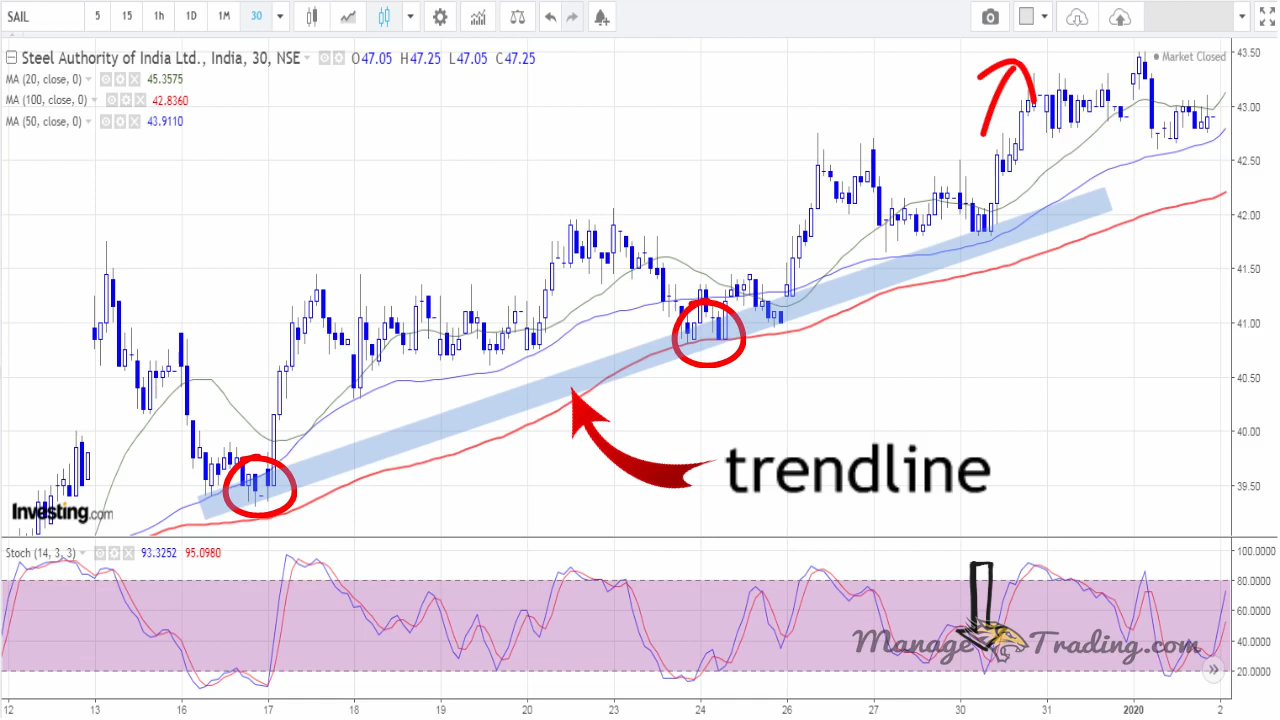 SAIL 5 15 1h 1D 1M 30
Steel Authority of India Ltd., India, 30, NSE O47.05 H47.25 L47.05 C47.25
Market Closed
MA (20, close, 0) 45.3575
MA (100, close, 0) 42.8360
MA (50, close, 0) 43.9110
43.50
43.00
42.50
42.00
41.50
41.00
40.50
40.00
39.50
trendline
Investing.com
Stoch (14, 3, 3) 93.3252 95.0980
100.0000
80.0000
60.0000
40.0000
20.0000
Manage Trading.com
12 13 16 17 18 19 20 23 24 26 27 30 31 2020 2